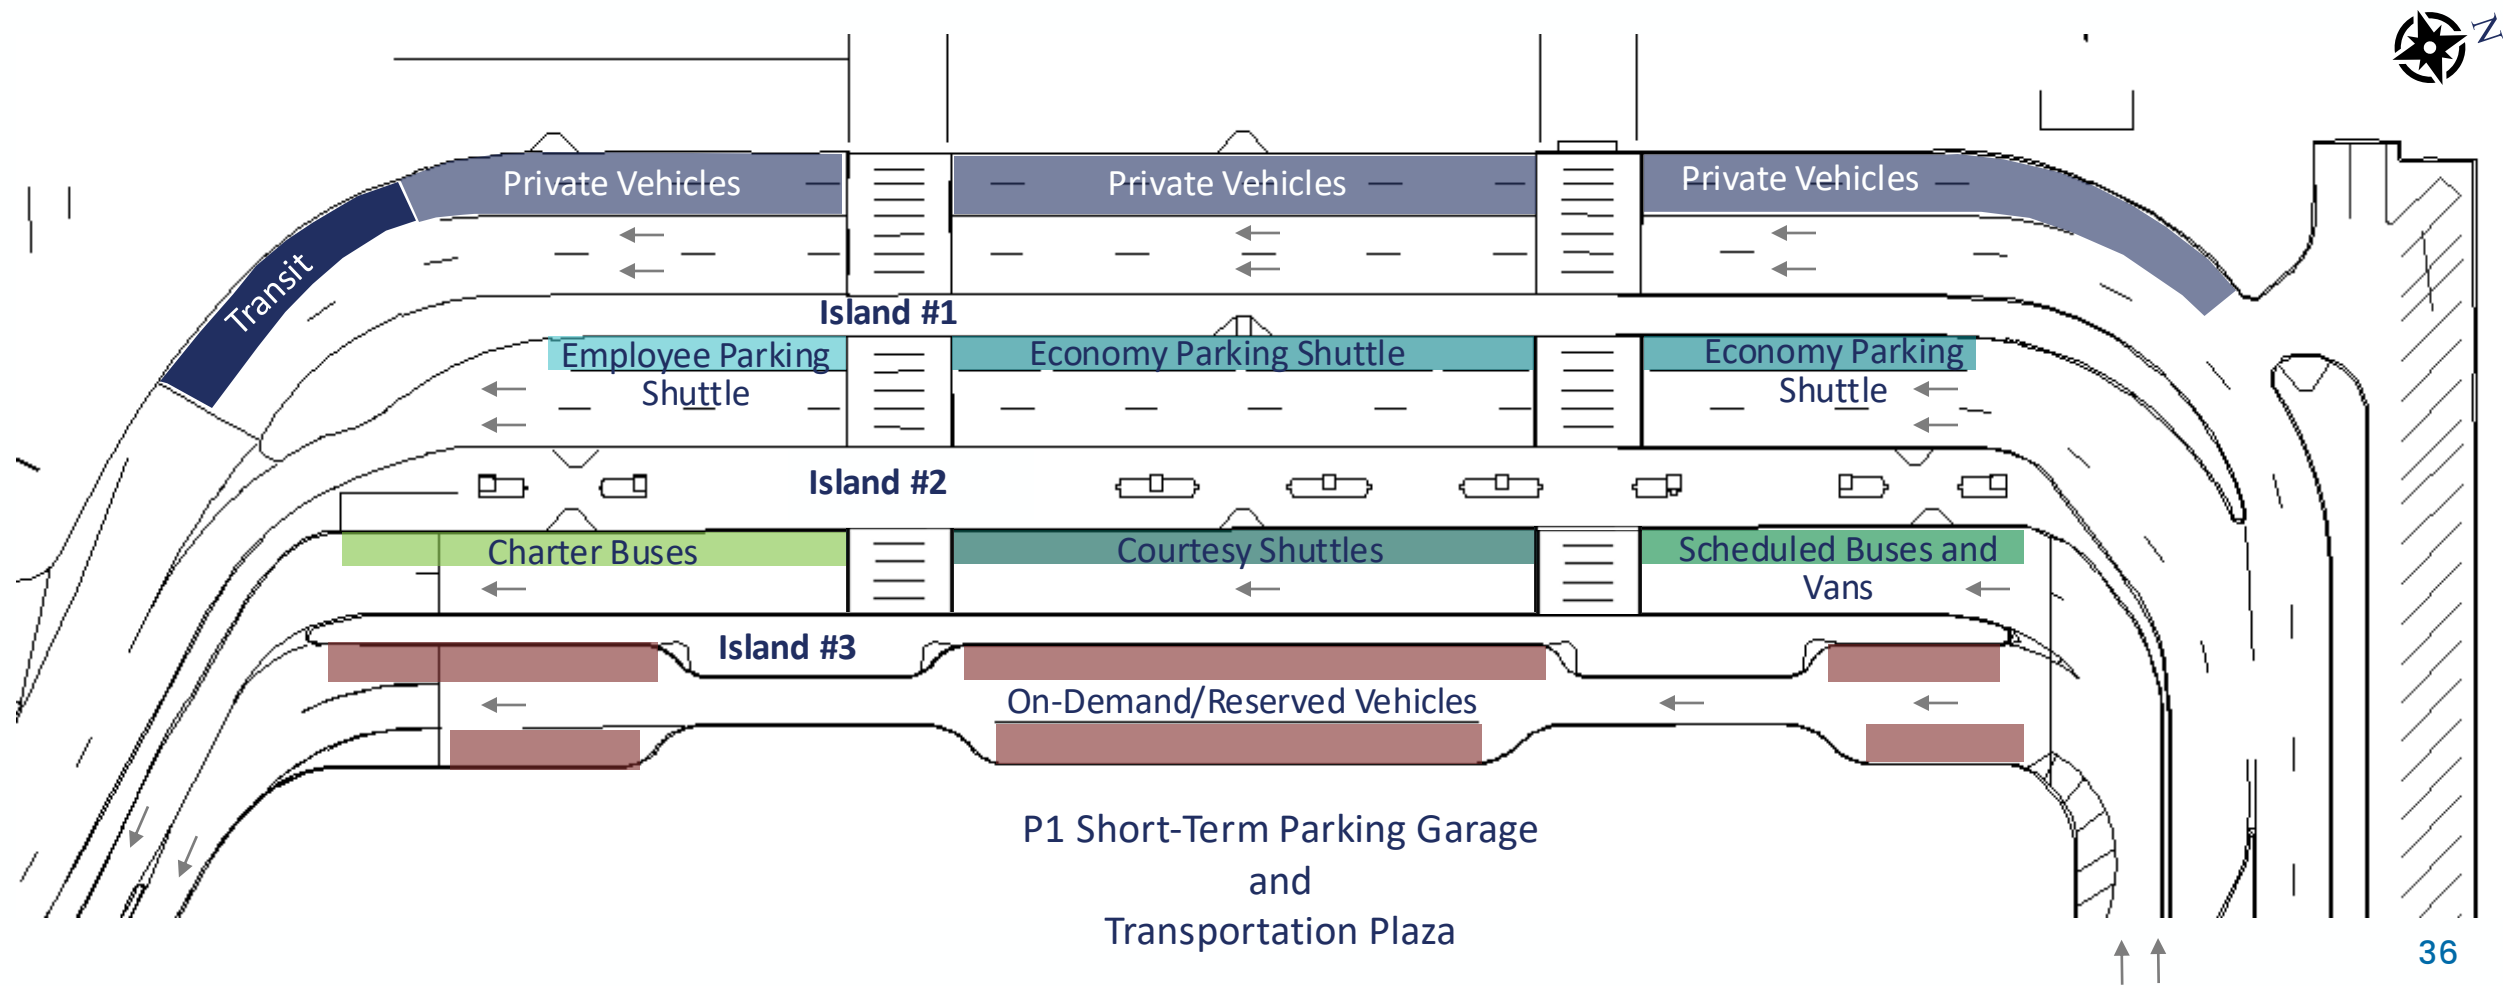 N
Private Vehicles
Private Vehicles
Private Vehicles
Transit
Island #1
Employee Parking
Shuttle
Economy Parking Shuttle
Economy Parking
Shuttle
Island #2
Charter Buses
Courtesy Shuttles
Scheduled Buses and
Vans
Island #3
On-Demand/Reserved Vehicles
P1 Short-Term Parking Garage
and
Transportation Plaza
36